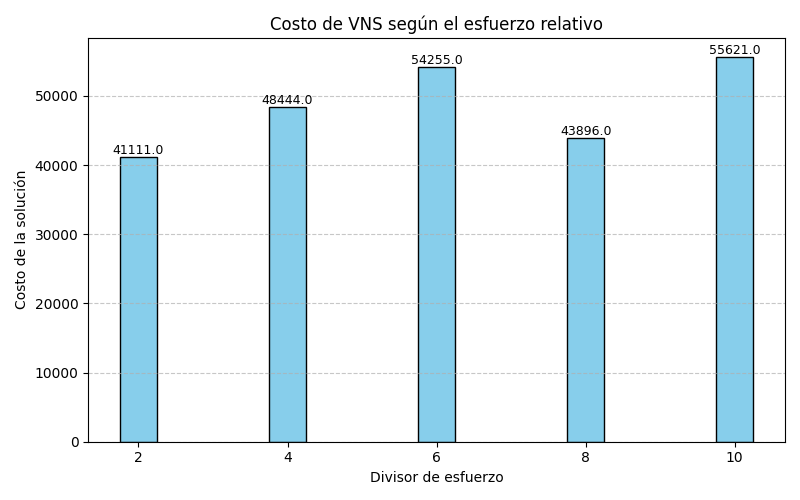 Costo de VNS según el esfuerzo relativo
55621.0
54255.0
50000
48444.0
43896.0
41111.0
40000
30000
20000
10000
0
Costo de la solución
2 4 6 8 10
Divisor de esfuerzo